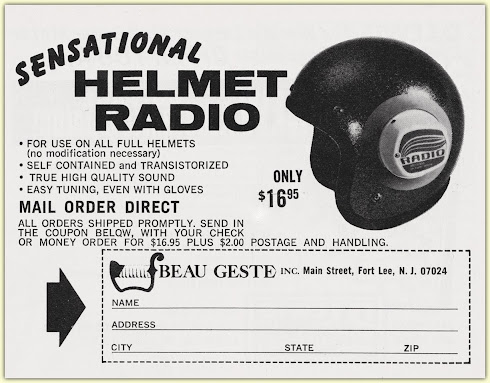 SENSATIONAL
HELMET
RADIO
• FOR USE ON ALL FULL HELMETS
(no modification necessary)
• SELF CONTAINED and TRANSISTORIZED
• TRUE HIGH QUALITY SOUND
• EASY TUNING, EVEN WITH GLOVES
ONLY
$16.95
RADIO
MAIL ORDER DIRECT
ALL ORDERS SHIPPED PROMPTLY. SEND IN
THE COUPON BELOW, WITH YOUR CHECK
OR MONEY ORDER FOR $16.95 PLUS $2.00 POSTAGE AND HANDLING.
BEAU GESTE INC. Main Street, Fort Lee, N. J. 07024
NAME
ADDRESS
CITY STATE ZIP